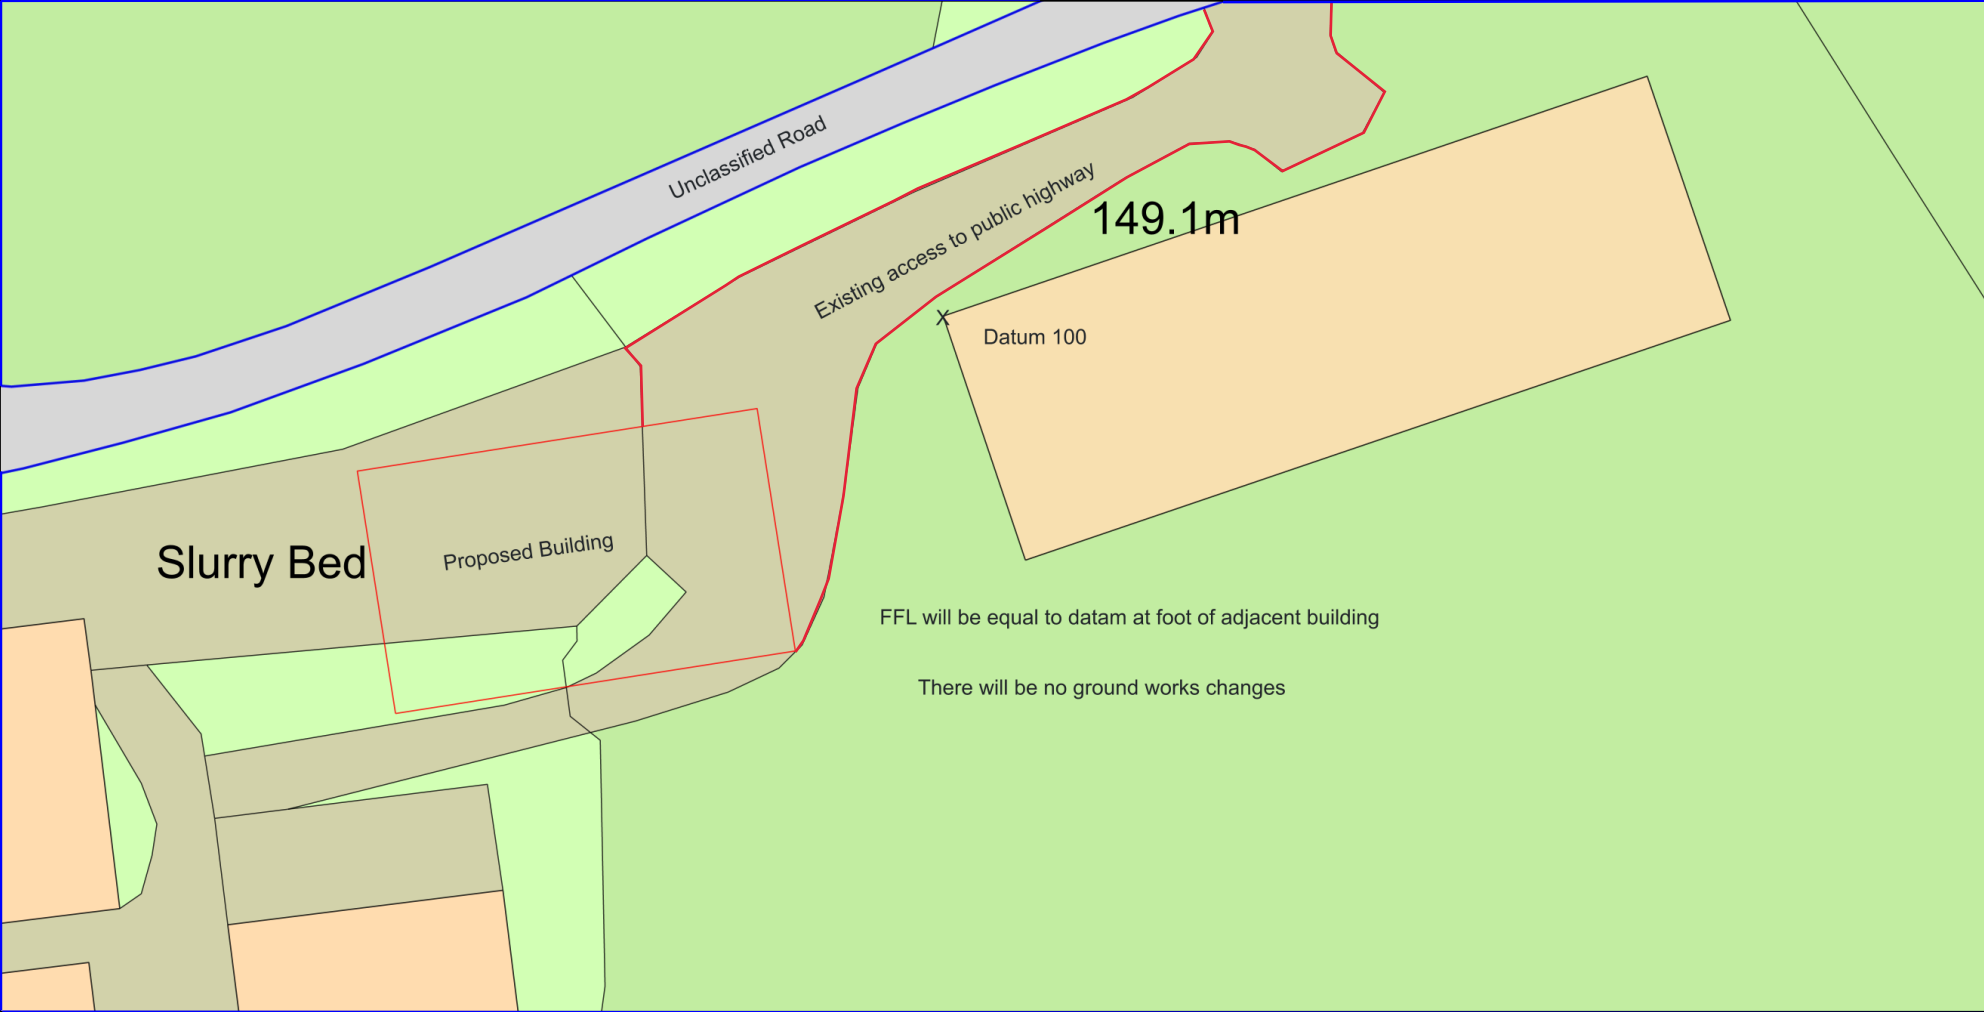 Unclassified Road
Existing access to public highway
149.1m
X
Datum 100
Slurry Bed
Proposed Building
FFL will be equal to datam at foot of adjacent building
There will be no ground works changes